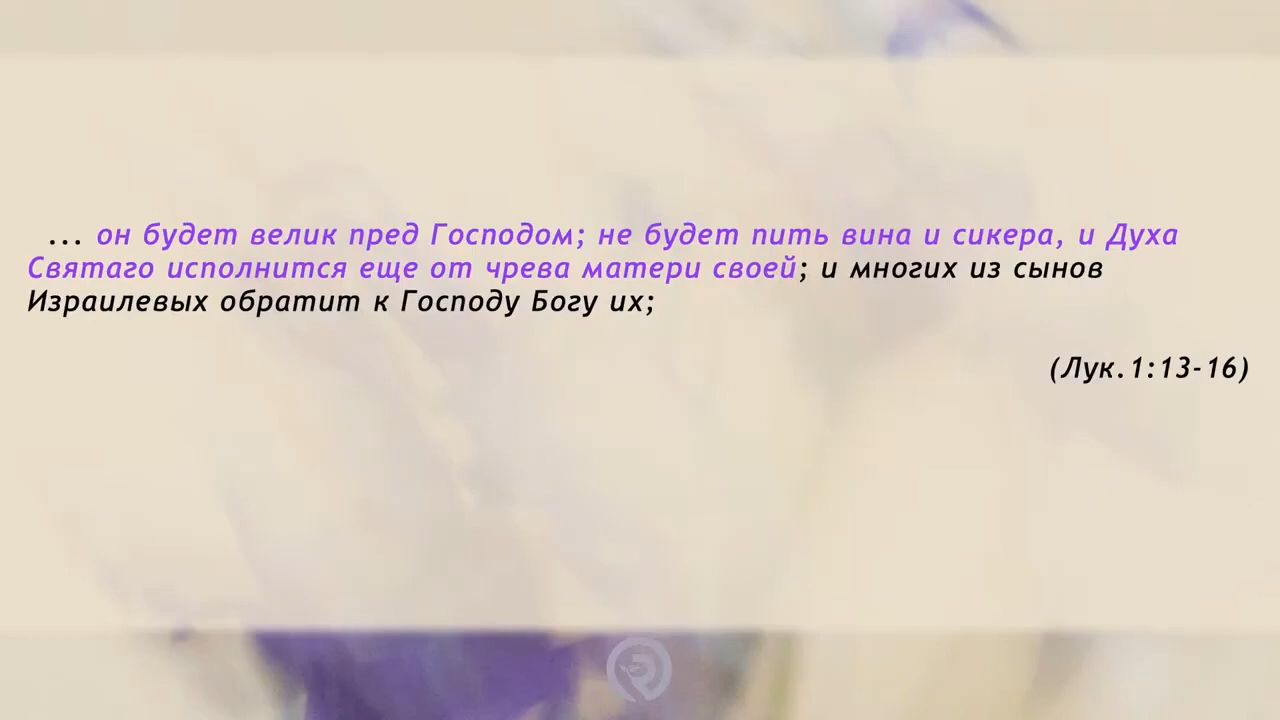 ... он будет велик пред Господом; не будет пить вина и сикера, и Духа
Святаго исполнится еще от чрева матери своей; и многих из сынов
Израилевых обратит к Господу Богу их;
(Лук.1:13-16)